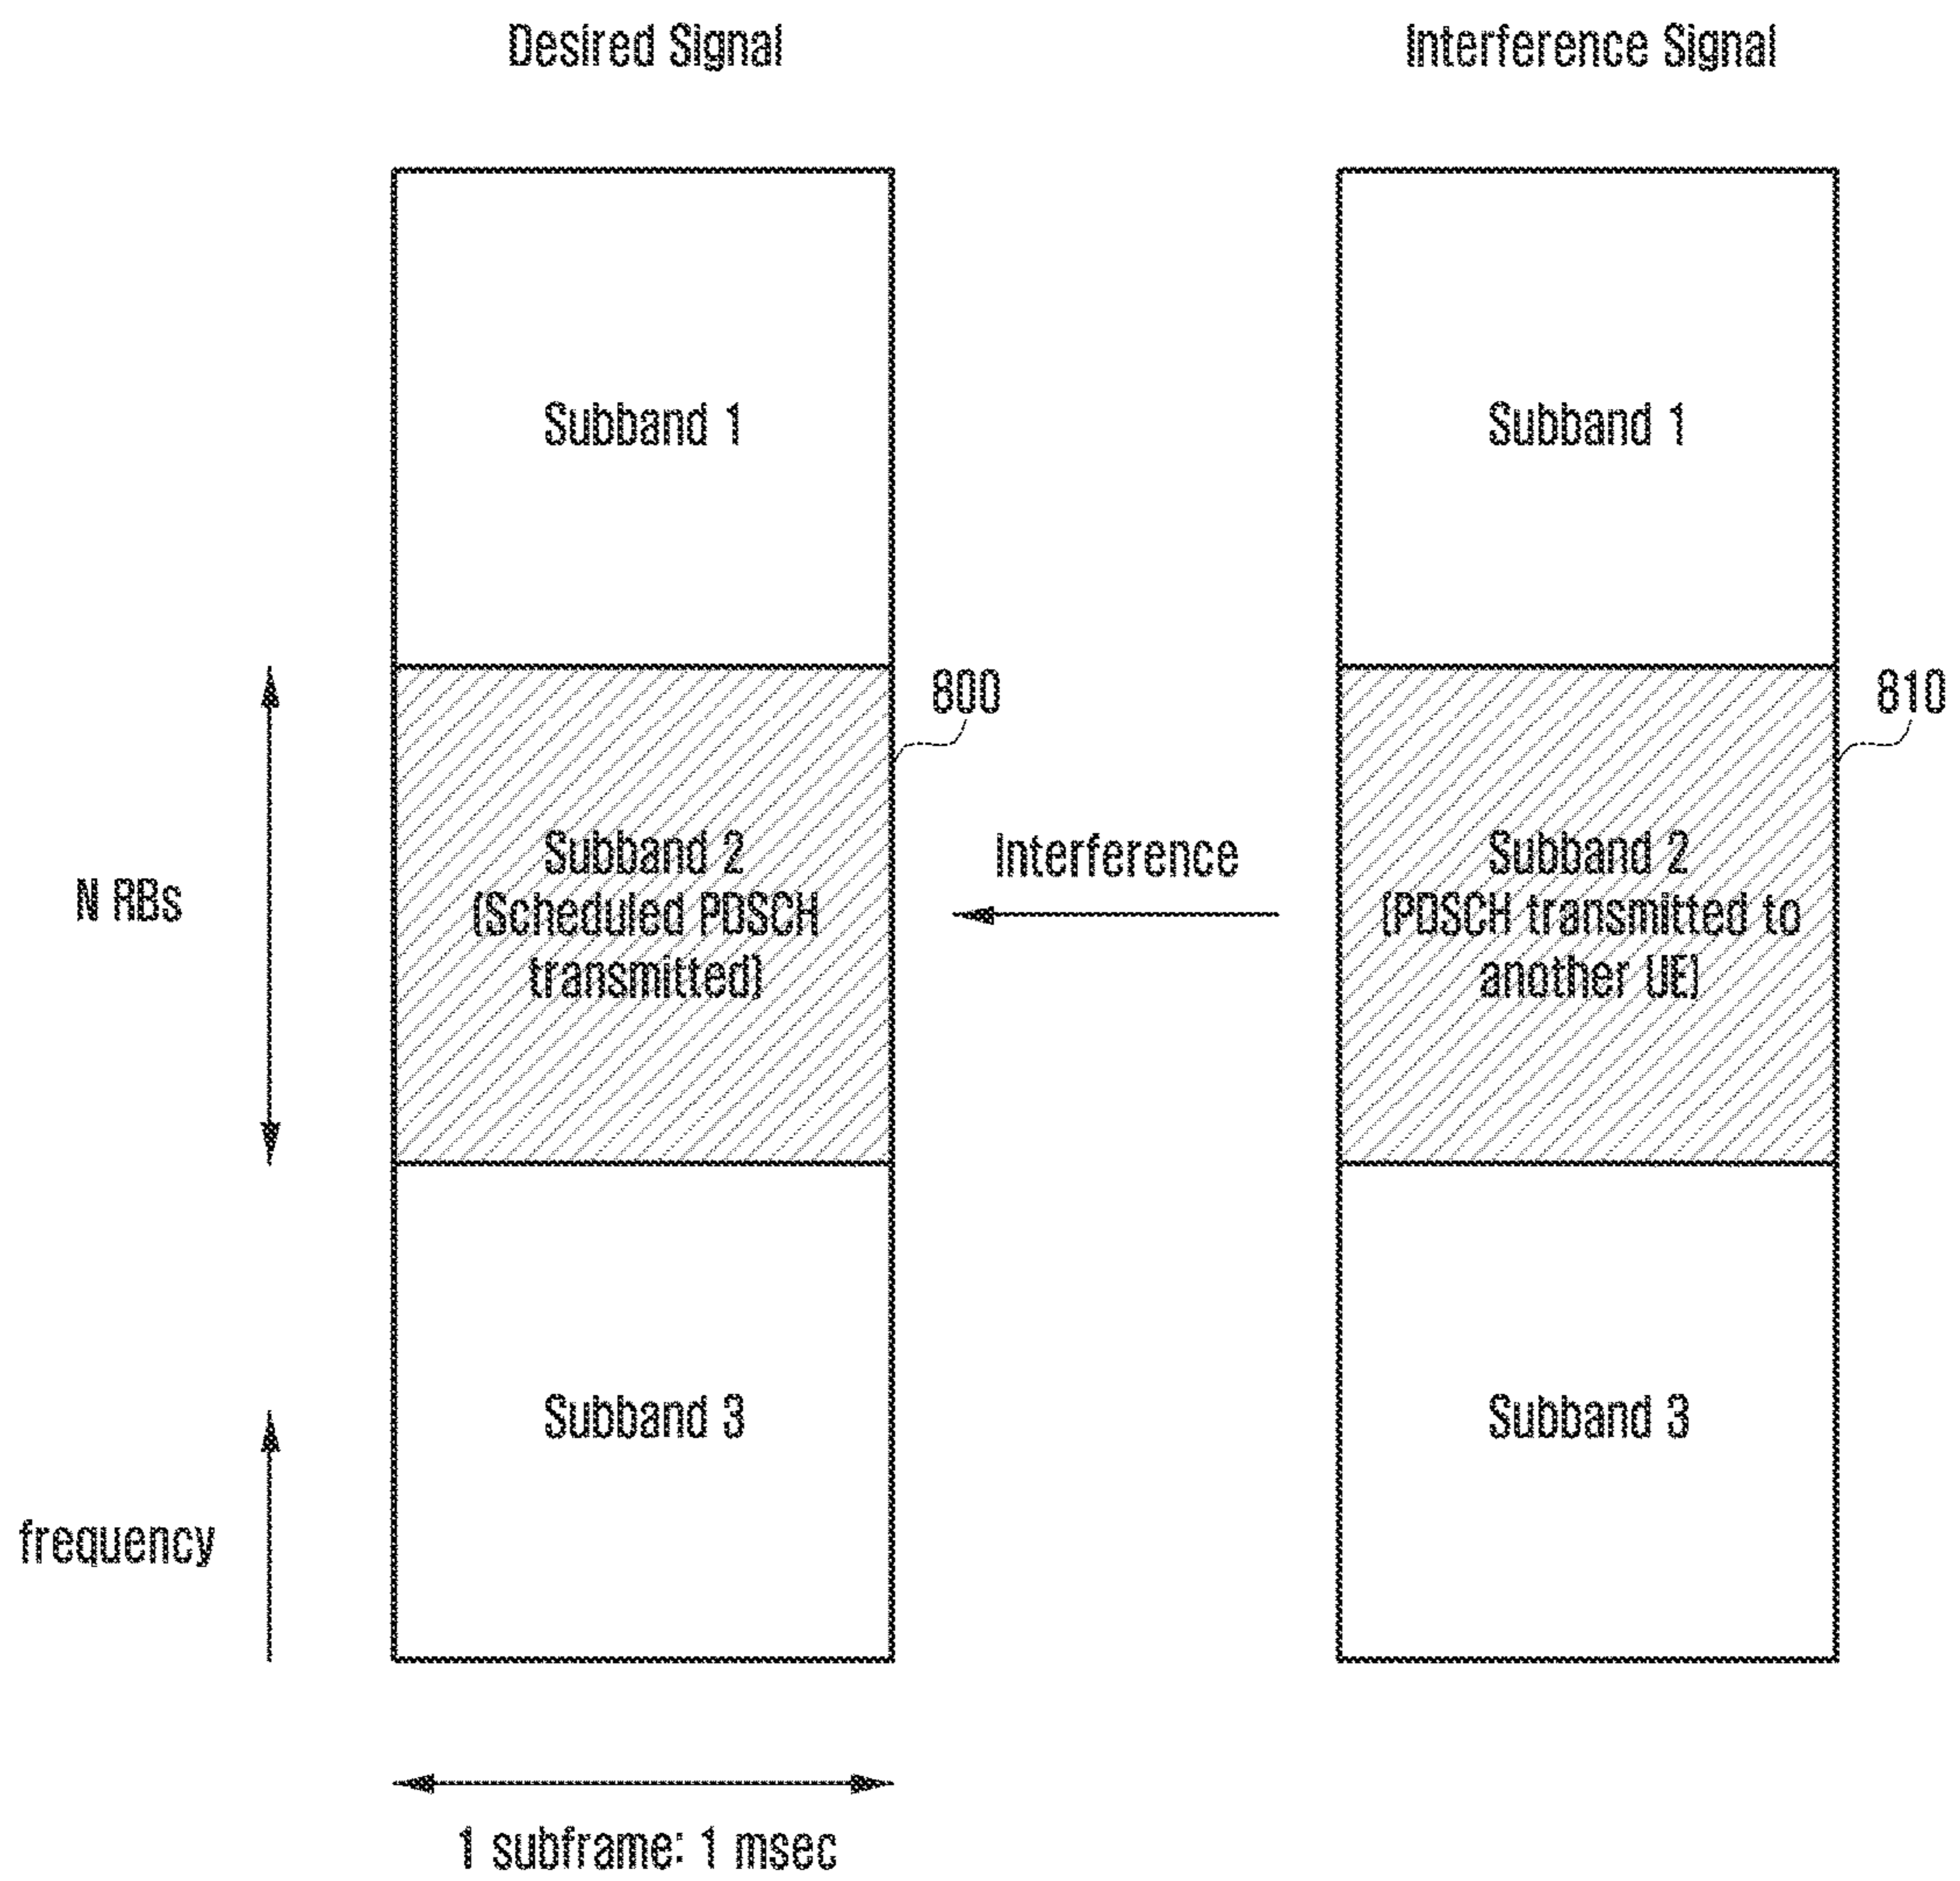 Desired Signal
Interference Signal
Subband 1
Subband 1
800
810
Subband 2
(Scheduled PDSCH
transmitted)
Interference
Subband 2
(PDSCH transmitted to
another UE)
N RBs
Subband 3
Subband 3
frequency
1 subframe: 1 msec